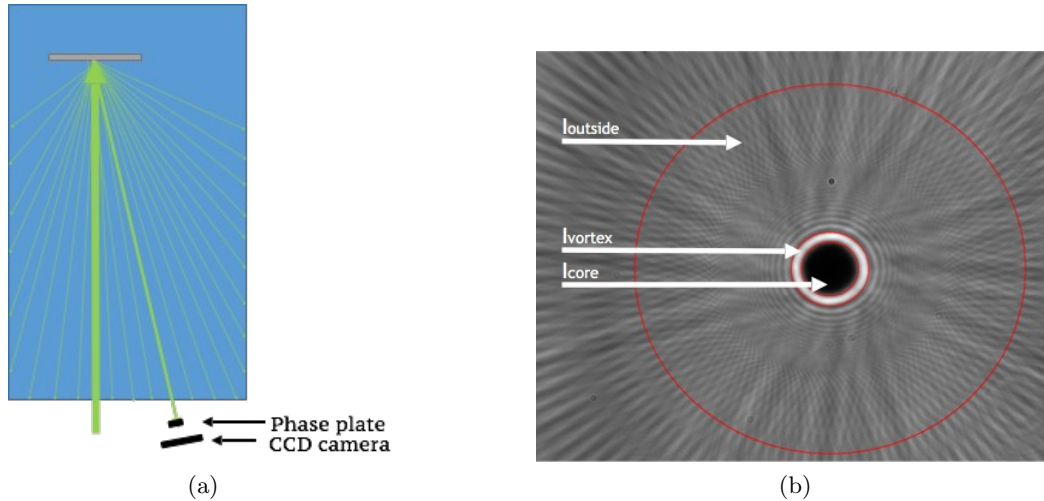 Phase plate
CCD camera
(a)
Ioutside
Ivortex
Icore
(b)